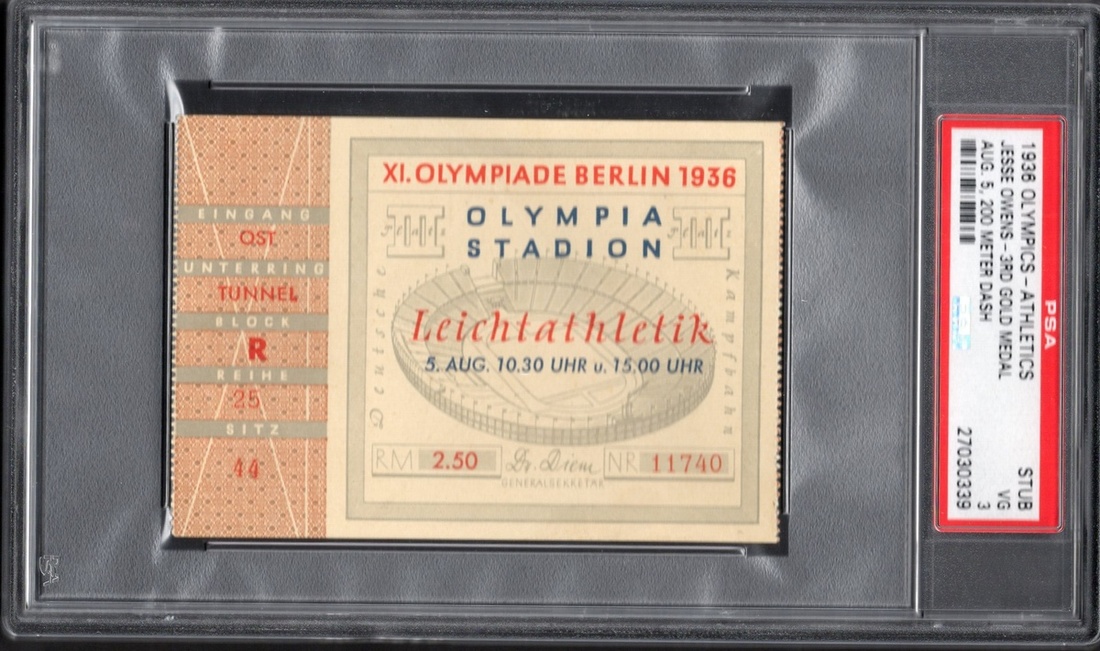 EINGANG
OST
UNTERRING
TUNNEL
BLOCK
R
REIHE
25
SITZ
44
XI. OLYMPIADE BERLIN 1936
OLYMPIA
STADION
Deutsche
Kampfbahn
Leichtathletik
5. AUG. 10.30 UHR u. 15.00 UHR
RM 2.50
Dr. Diem
GENERALSEKRETÄR
NR 11740
PSA
1936 OLYMPICS - ATHLETICS STUB
JESSE OWENS - 3RD GOLD MEDAL VG
AUG. 5, 200 METER DASH 3
27030339
PSA